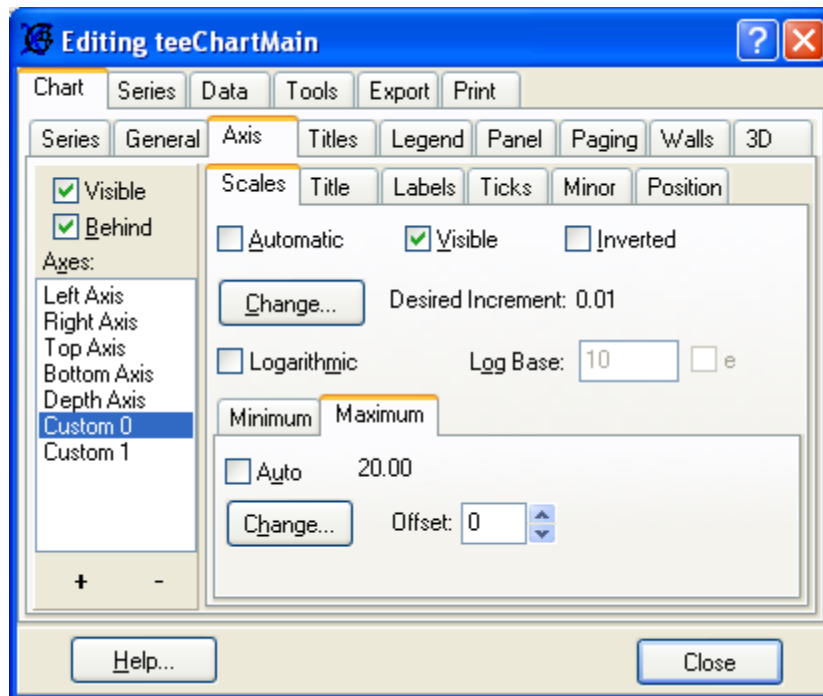 Editing teeChartMain
Chart Series Data Tools Export Print
Series General Axis Titles Legend Panel Paging Walls 3D
Visible
Behind
Axes:
Left Axis
Right Axis
Top Axis
Bottom Axis
Depth Axis
Custom 0
Custom 1
+ -
Scales Title Labels Ticks Minor Position
Automatic Visible Inverted
Change... Desired Increment: 0.01
Logarithmic Log Base: 10 e
Minimum Maximum
Auto 20.00
Change... Offset: 0
Help... Close